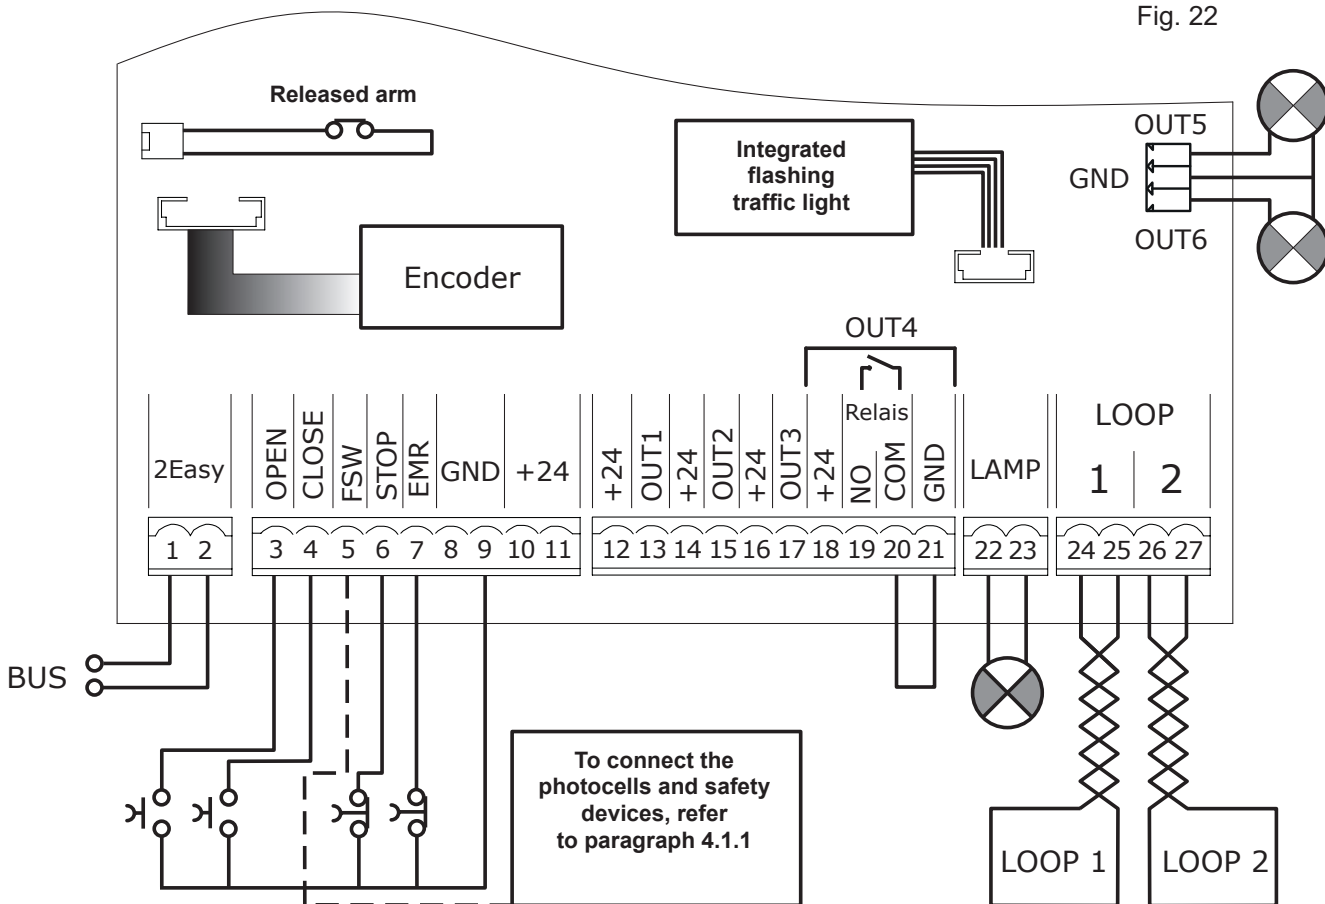 Fig. 22
Released arm
Integrated
flashing
traffic light
OUT5
GND
OUT6
Encoder
OUT4
Relais
2Easy
OPEN
CLOSE
FSW
STOP
EMR
GND
+24
+24
OUT1
+24
OUT2
+24
OUT3
+24
NO
COM
GND
LAMP
LOOP
1 2
1 2 3 4 5 6 7 8 9 10 11 12 13 14 15 16 17 18 19 20 21 22 23 24 25 26 27
BUS
To connect the
photocells and safety
devices, refer
to paragraph 4.1.1
LOOP 1
LOOP 2